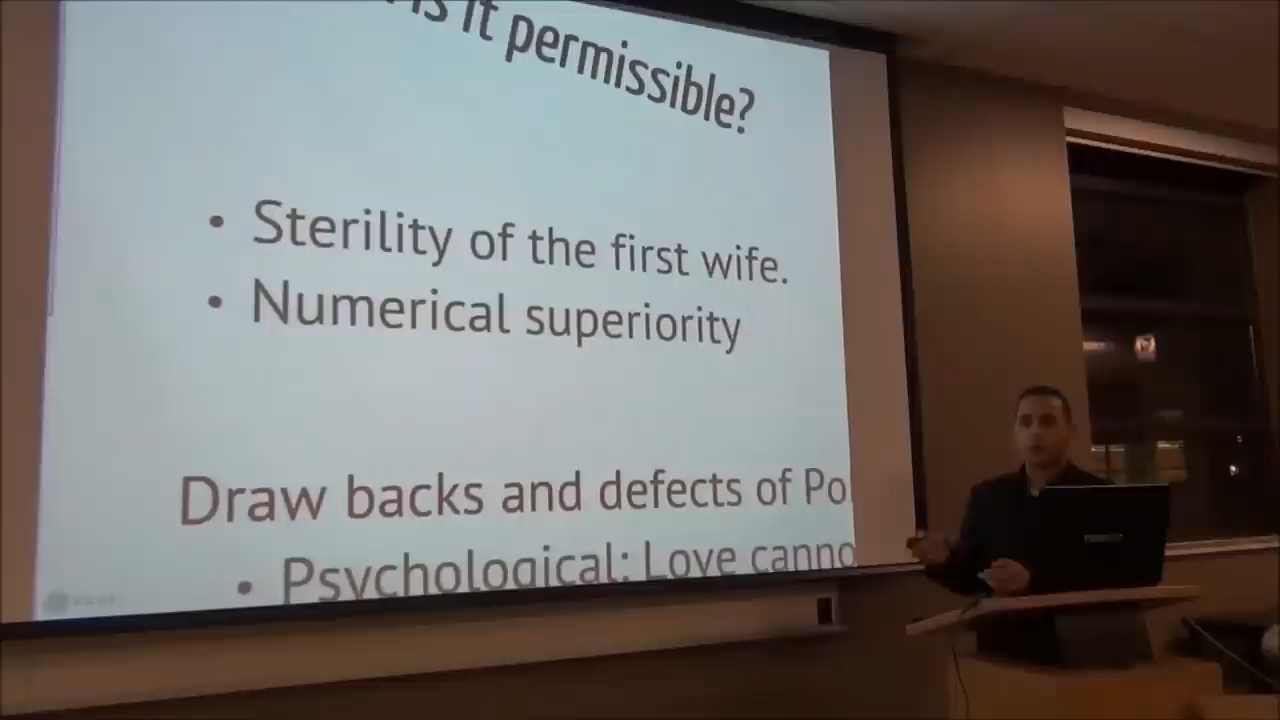 is it permissible?
• Sterility of the first wife.
• Numerical superiority
Draw backs and defects of Po
• Psychological: Love canno